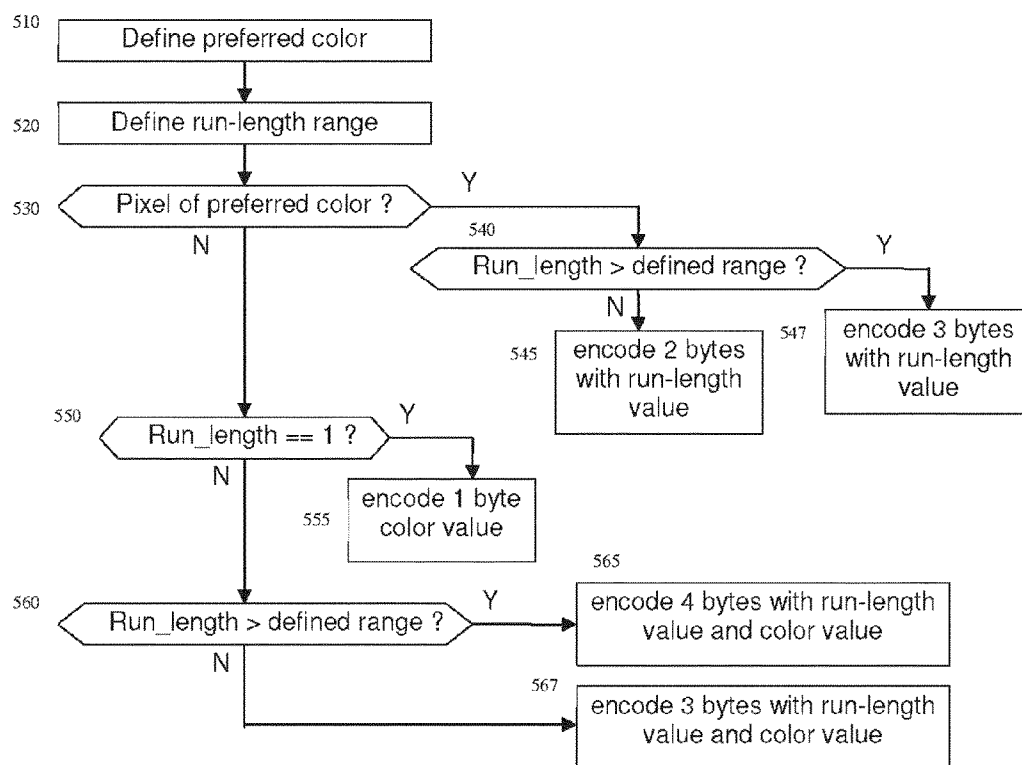 510
Define preferred color
520
Define run-length range
530
Pixel of preferred color ?
Y
N
540
Run_length > defined range ?
Y
N
545
encode 2 bytes
with run-length
value
547
encode 3 bytes
with run-length
value
550
Run_length == 1 ?
Y
N
555
encode 1 byte
color value
560
Run_length > defined range ?
Y
N
565
encode 4 bytes with run-length
value and color value
567
encode 3 bytes with run-length
value and color value